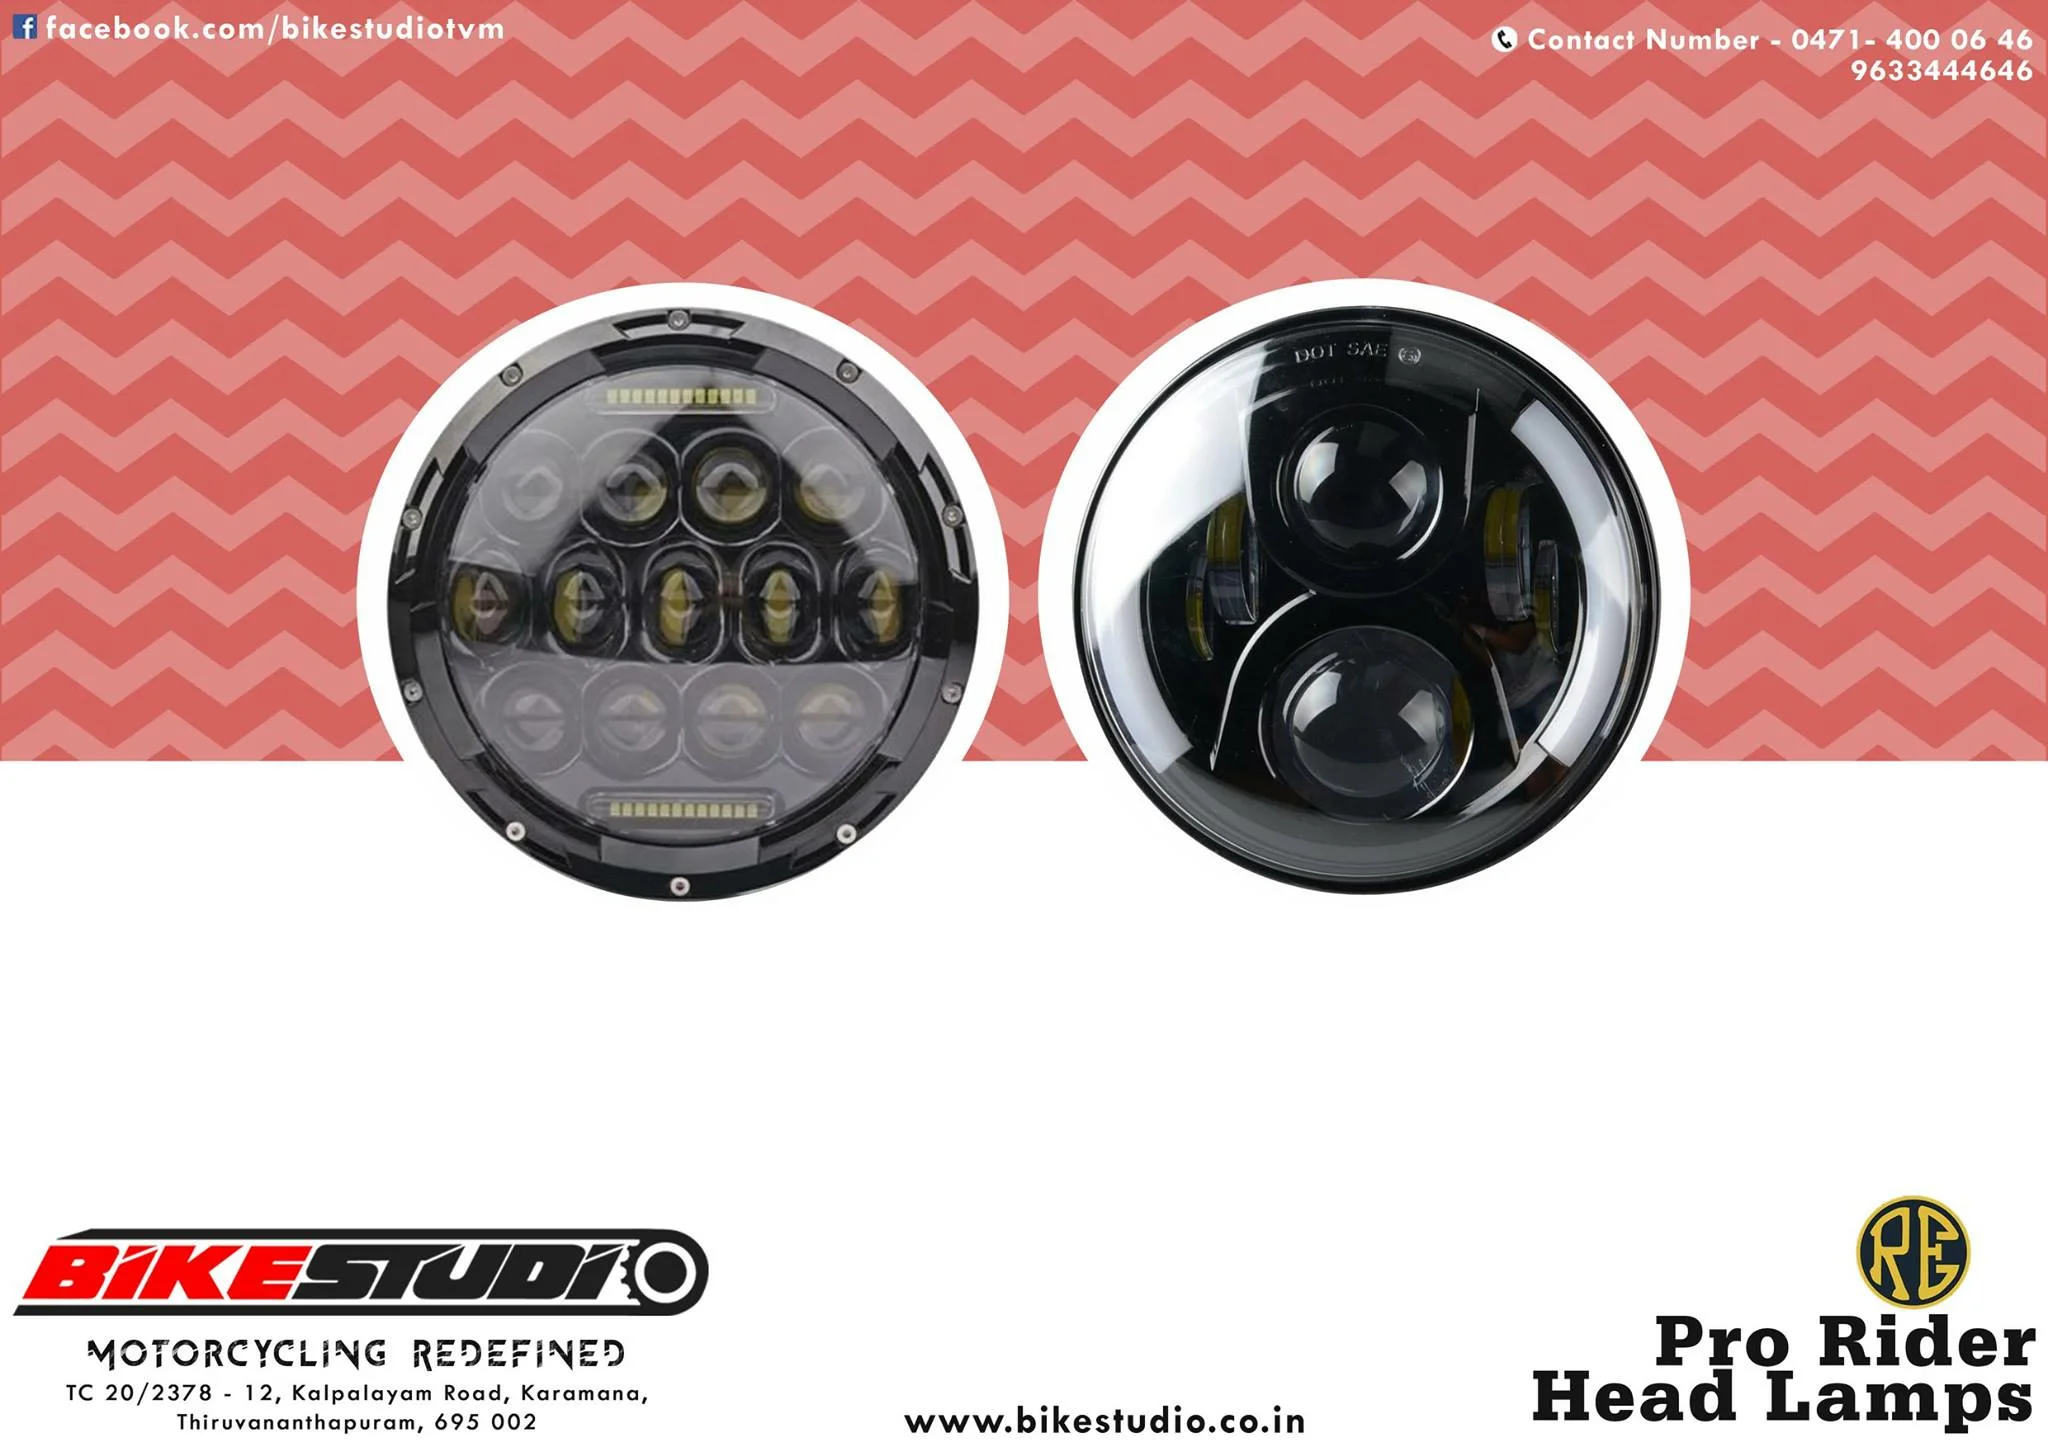 facebook.com/bikestudiotvm
Contact Number - 0471- 400 06 46
9633444646
DOT SAE
BIKESTUDIO
MOTORCYCLING REDEFINED
TC 20/2378 - 12, Kalpalayam Road, Karamana,
Thiruvananthapuram, 695 002
www.bikestudio.co.in
RE
Pro Rider
Head Lamps